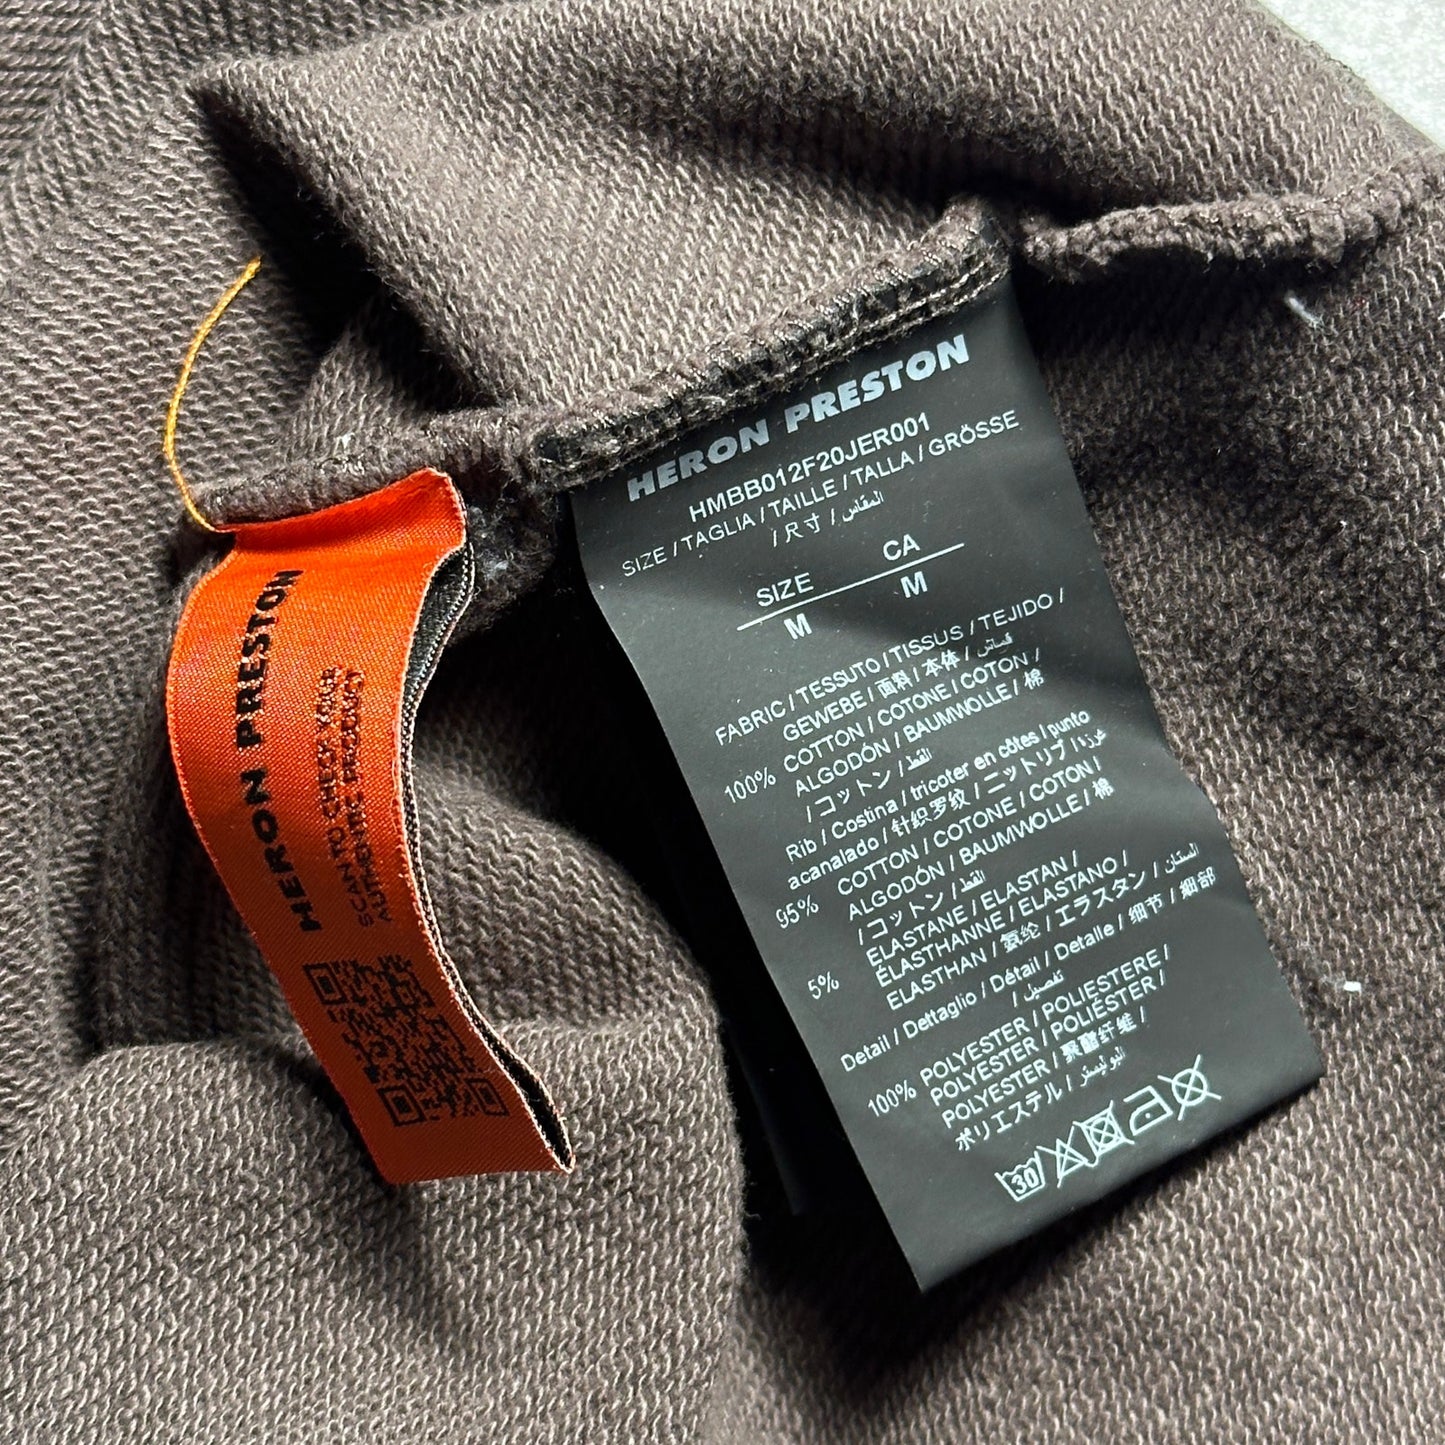 HERON PRESTON
SCAN TO CHECK YOUR
AUTHENTIC PRODUCT
HERON PRESTON
HMBB012F20JER001
SIZE / TAGLIA / TAILLE / TALLA / GRÖSSE
/ 尺寸 / المقاس
SIZE CA
M M
FABRIC / TESSUTO / TISSUS / TEJIDO /
GEWEBE / 面料 / 本体 / قماش
100% COTTON / COTONE / COTON /
ALGODÓN / BAUMWOLLE / 棉
/ コットン / القط
Rib / Costina / tricoter en côtes / punto
acanalado / 针织罗纹 / ニットリブ / غرزة
95% COTTON / COTONE / COTON /
ALGODÓN / BAUMWOLLE / 棉
/ コットン / القط
5% ELASTANE / ELASTAN /
ÉLASTHANNE / ELASTANO /
ELASTHAN / 氨纶 / エラスタン / الستان
Detail / Dettaglio / Détail / Detalle / 细节 / 細部
/ تفصيل
100% POLYESTER / POLIESTERE /
POLYESTER / POLIÉSTER /
POLYESTER / 聚酯纤维 /
ポリエステル / البوليستر
30